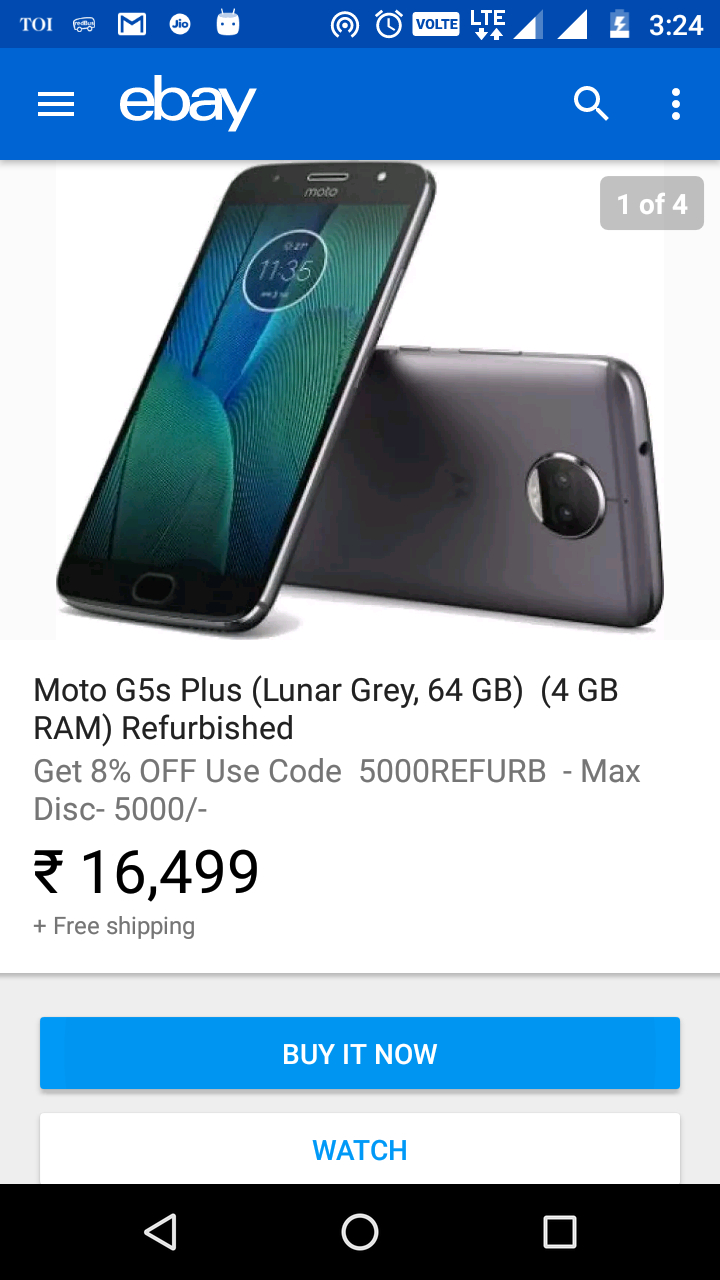 TOI redBus Jio VOLTE LTE 3:24
ebay
1 of 4
moto
11:35
Moto G5s Plus (Lunar Grey, 64 GB)  (4 GB
RAM) Refurbished
Get 8% OFF Use Code  5000REFURB  - Max
Disc- 5000/-
₹ 16,499
+ Free shipping
BUY IT NOW
WATCH